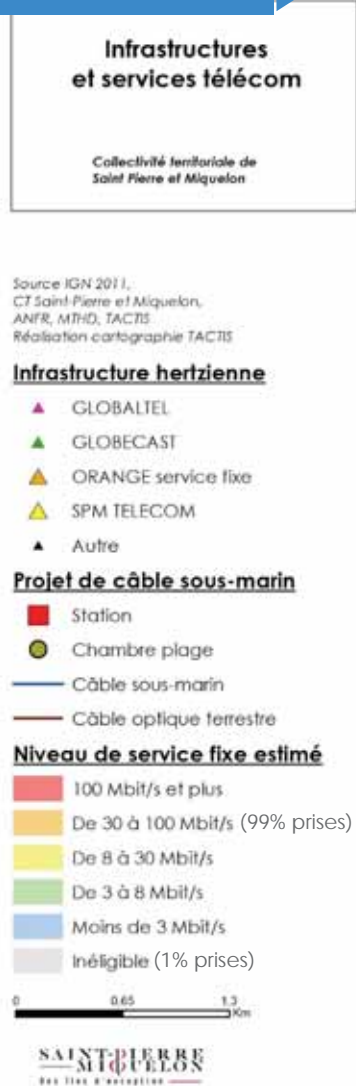 Infrastructures
et services télécom
Collectivité territoriale de
Saint Pierre et Miquelon
Source IGN 2011,
CT Saint-Pierre et Miquelon,
ANFR, MTHD, TACTIS
Réalisation cartographie TACTIS
Infrastructure hertzienne
GLOBALTEL
GLOBECAST
ORANGE service fixe
SPM TELECOM
Autre
Projet de câble sous-marin
Station
Chambre plage
Câble sous-marin
Câble optique terrestre
Niveau de service fixe estimé
100 Mbit/s et plus
De 30 à 100 Mbit/s (99% prises)
De 8 à 30 Mbit/s
De 3 à 8 Mbit/s
Moins de 3 Mbit/s
Inéligible (1% prises)
0 0.65 1.3
Km
SAINT-PIERRE
MIQUELON
Des îles d'exception